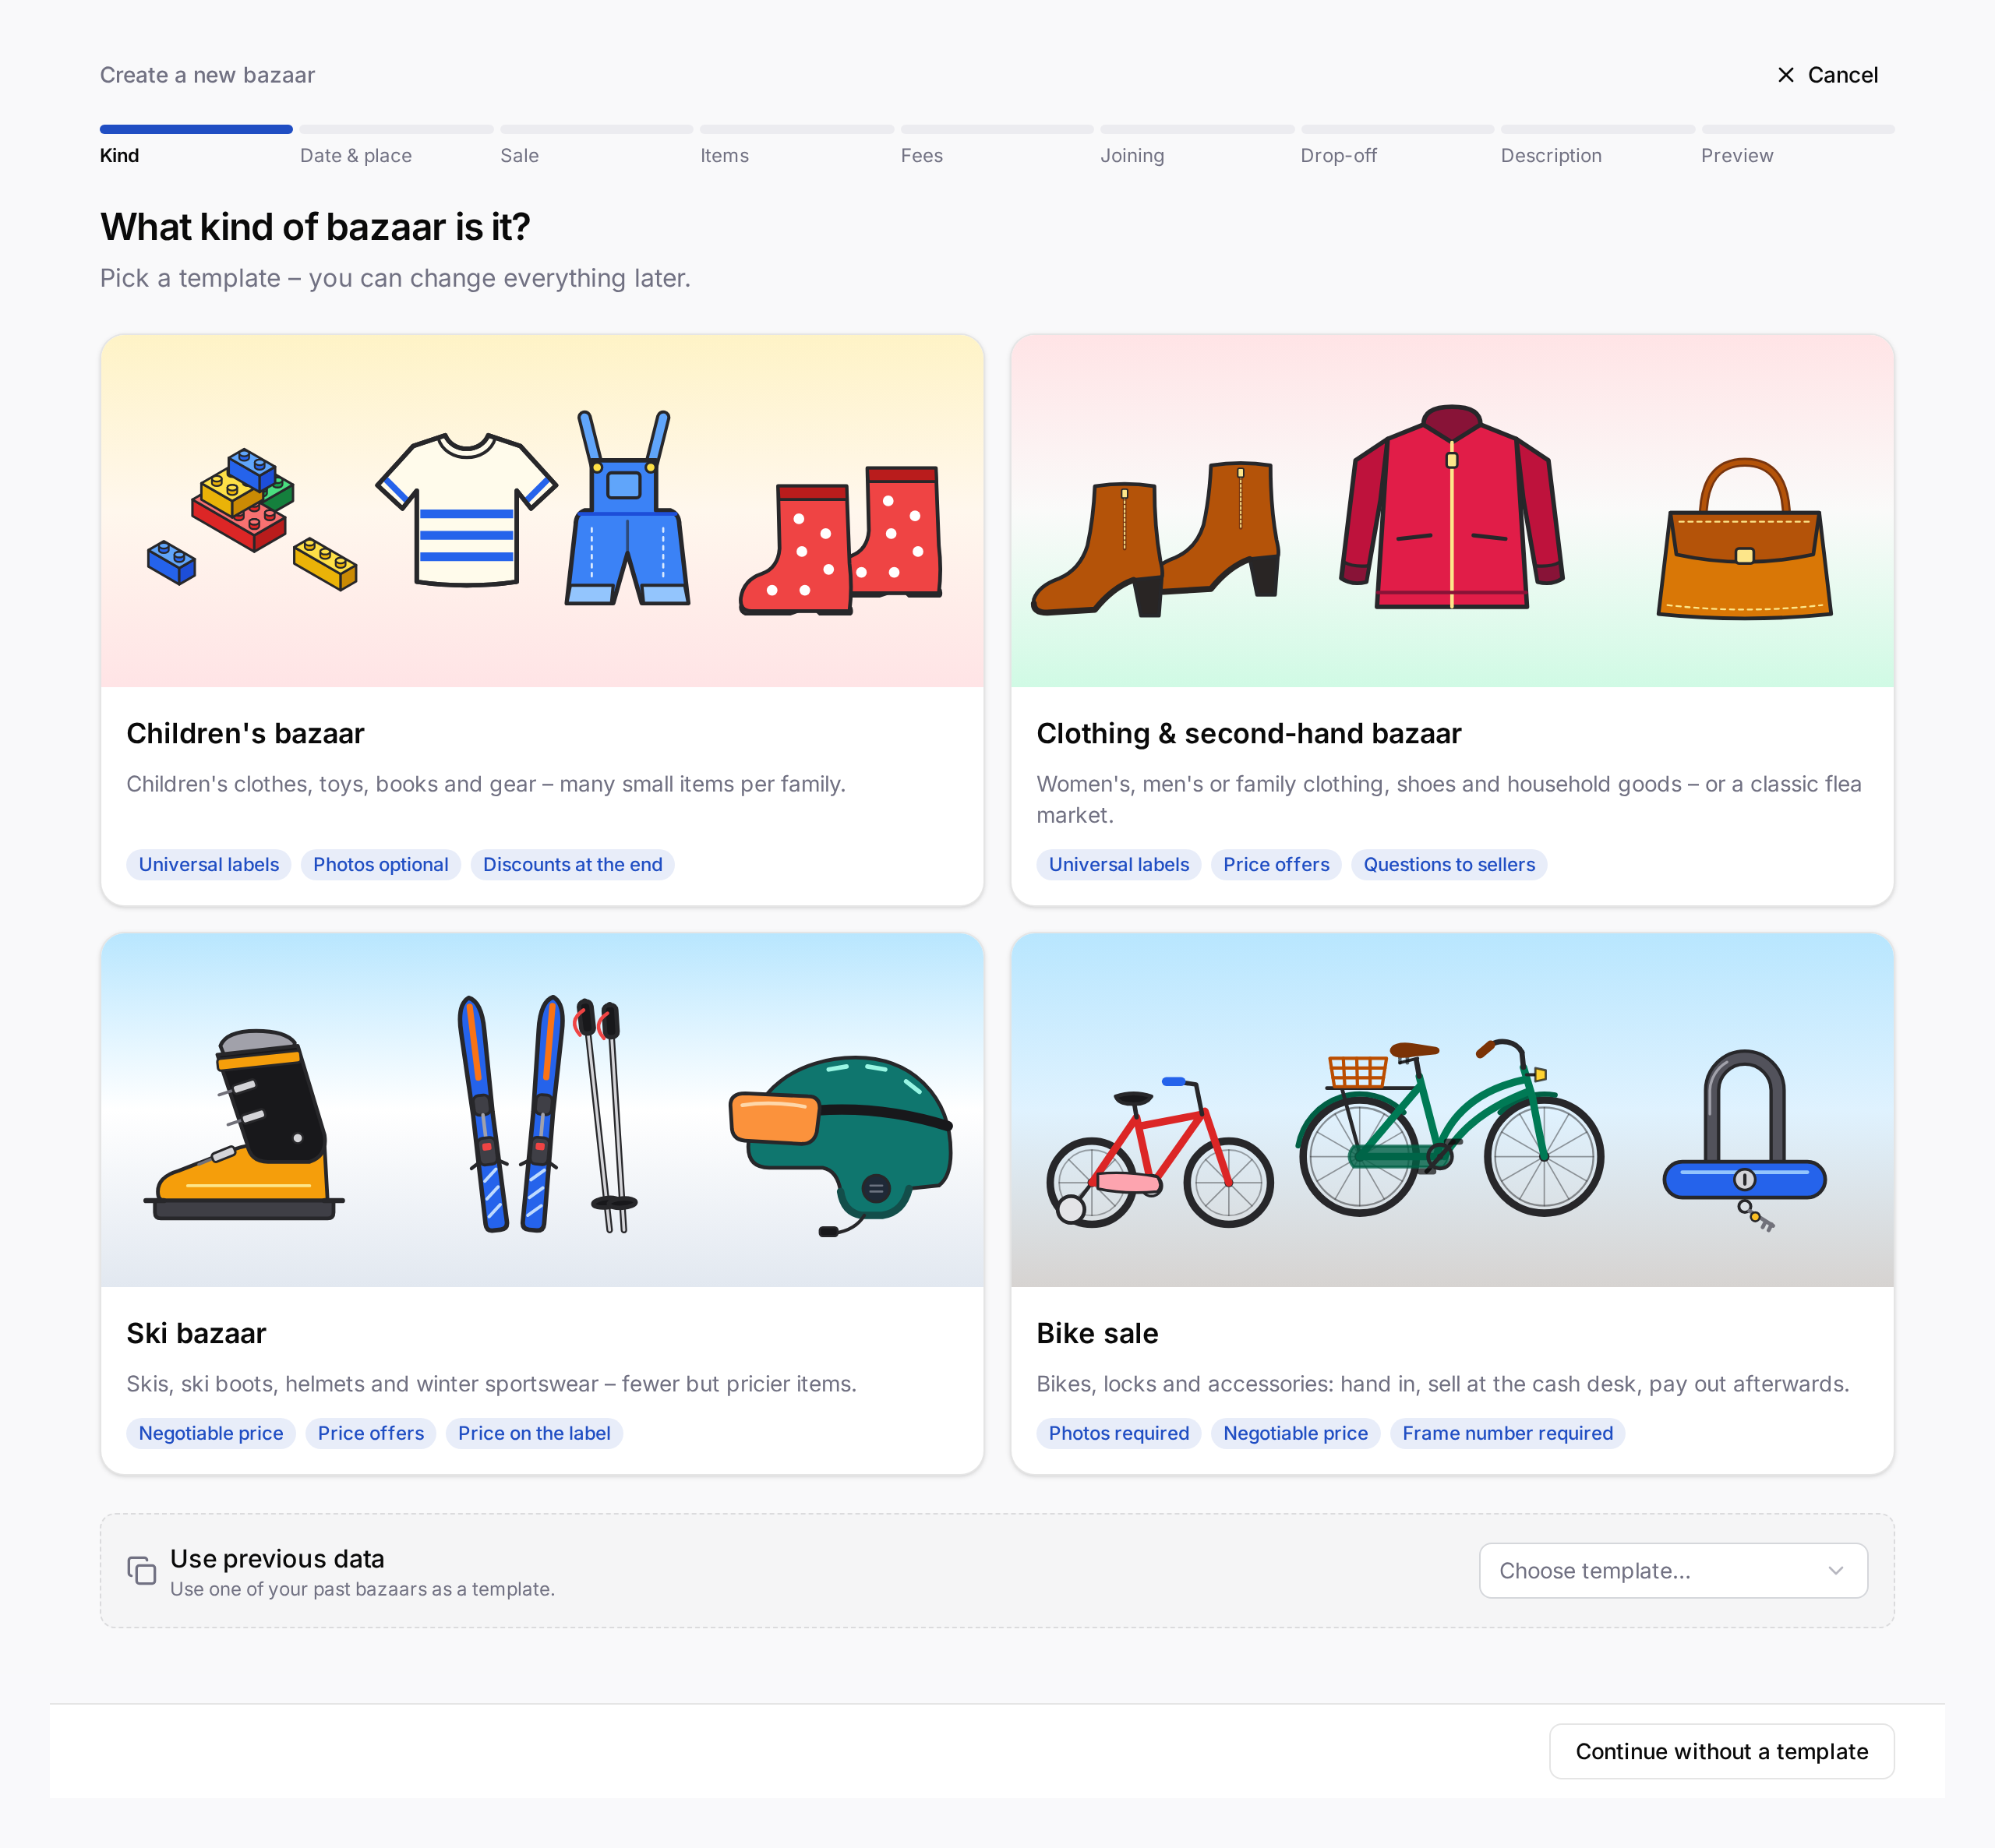 Create a new bazaar
Cancel
Kind
Date & place
Sale
Items
Fees
Joining
Drop-off
Description
Preview
What kind of bazaar is it?
Pick a template – you can change everything later.
Children's bazaar
Children's clothes, toys, books and gear – many small items per family.
Universal labels
Photos optional
Discounts at the end
Clothing & second-hand bazaar
Women's, men's or family clothing, shoes and household goods – or a classic flea
market.
Universal labels
Price offers
Questions to sellers
Ski bazaar
Skis, ski boots, helmets and winter sportswear – fewer but pricier items.
Negotiable price
Price offers
Price on the label
Bike sale
Bikes, locks and accessories: hand in, sell at the cash desk, pay out afterwards.
Photos required
Negotiable price
Frame number required
Use previous data
Use one of your past bazaars as a template.
Choose template...
Continue without a template